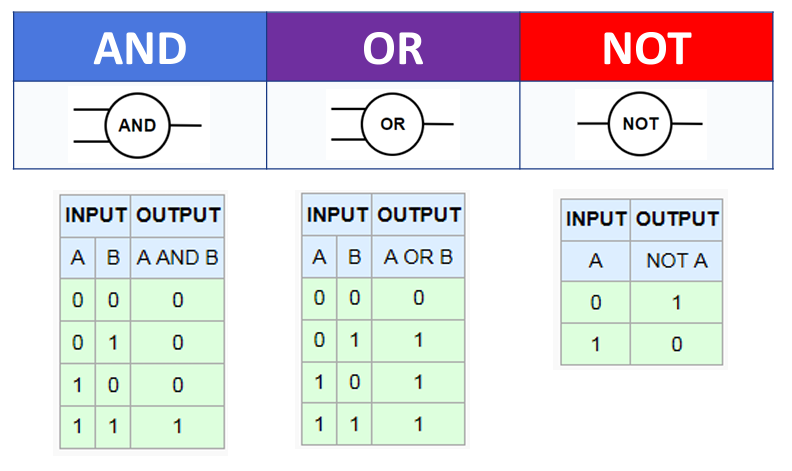 AND OR NOT
AND OR NOT
INPUT OUTPUT
A B A AND B
0 0 0
0 1 0
1 0 0
1 1 1
INPUT OUTPUT
A B A OR B
0 0 0
0 1 1
1 0 1
1 1 1
INPUT OUTPUT
A NOT A
0 1
1 0